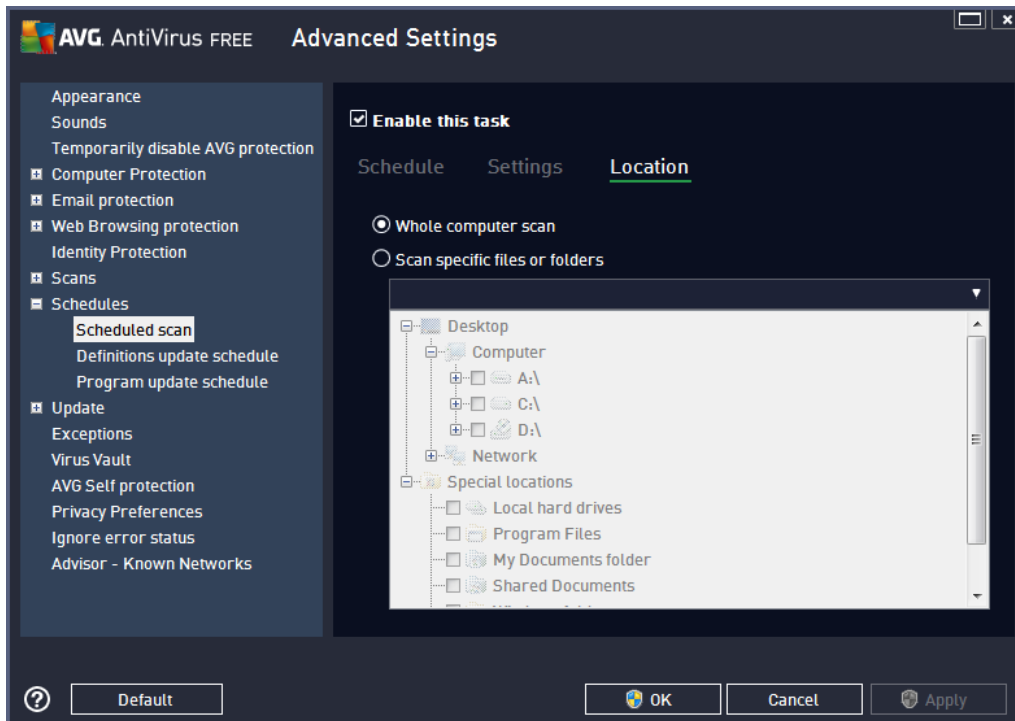 AVG. AntiVirus FREE Advanced Settings
Appearance
Sounds
Temporarily disable AVG protection
Computer Protection
Email protection
Web Browsing protection
Identity Protection
Scans
Schedules
Scheduled scan
Definitions update schedule
Program update schedule
Update
Exceptions
Virus Vault
AVG Self protection
Privacy Preferences
Ignore error status
Advisor - Known Networks
Enable this task
Schedule Settings Location
Whole computer scan
Scan specific files or folders
Desktop
Computer
A:\
C:\
D:\
Network
Special locations
Local hard drives
Program Files
My Documents folder
Shared Documents
Default OK Cancel Apply